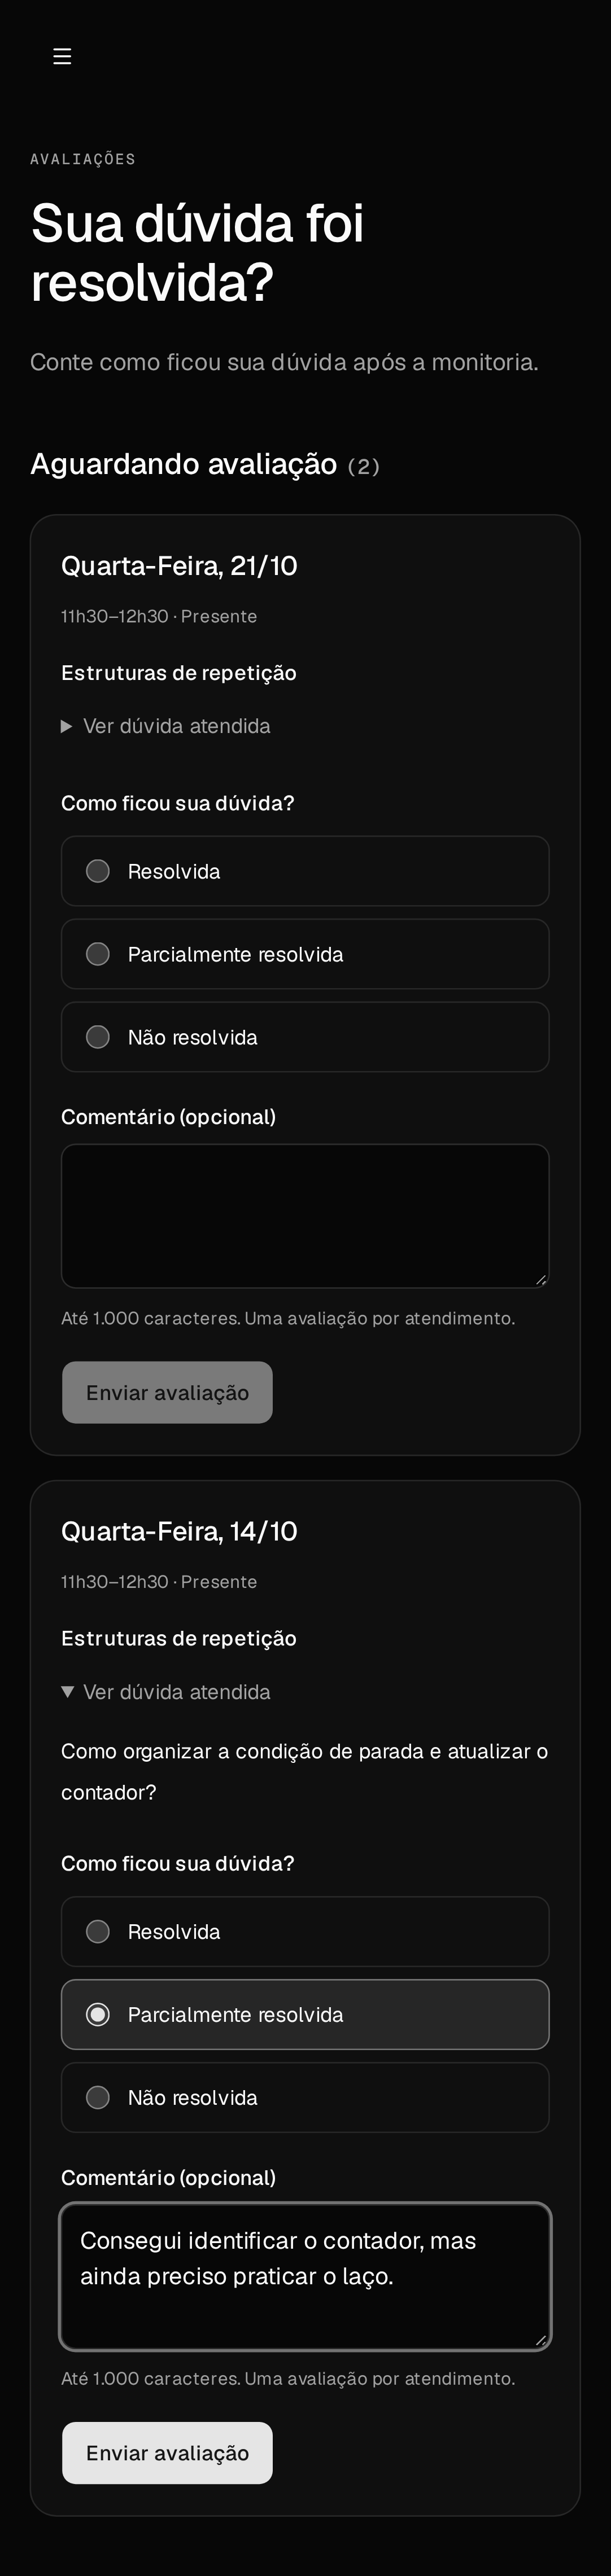 AVALIAÇÕES
Sua dúvida foi
resolvida?
Conte como ficou sua dúvida após a monitoria.
Aguardando avaliação (2)
Quarta-Feira, 21/10
11h30–12h30 · Presente
Estruturas de repetição
Ver dúvida atendida
Como ficou sua dúvida?
Resolvida
Parcialmente resolvida
Não resolvida
Comentário (opcional)
Até 1.000 caracteres. Uma avaliação por atendimento.
Enviar avaliação
Quarta-Feira, 14/10
11h30–12h30 · Presente
Estruturas de repetição
Ver dúvida atendida
Como organizar a condição de parada e atualizar o
contador?
Como ficou sua dúvida?
Resolvida
Parcialmente resolvida
Não resolvida
Comentário (opcional)
Consegui identificar o contador, mas
ainda preciso praticar o laço.
Até 1.000 caracteres. Uma avaliação por atendimento.
Enviar avaliação